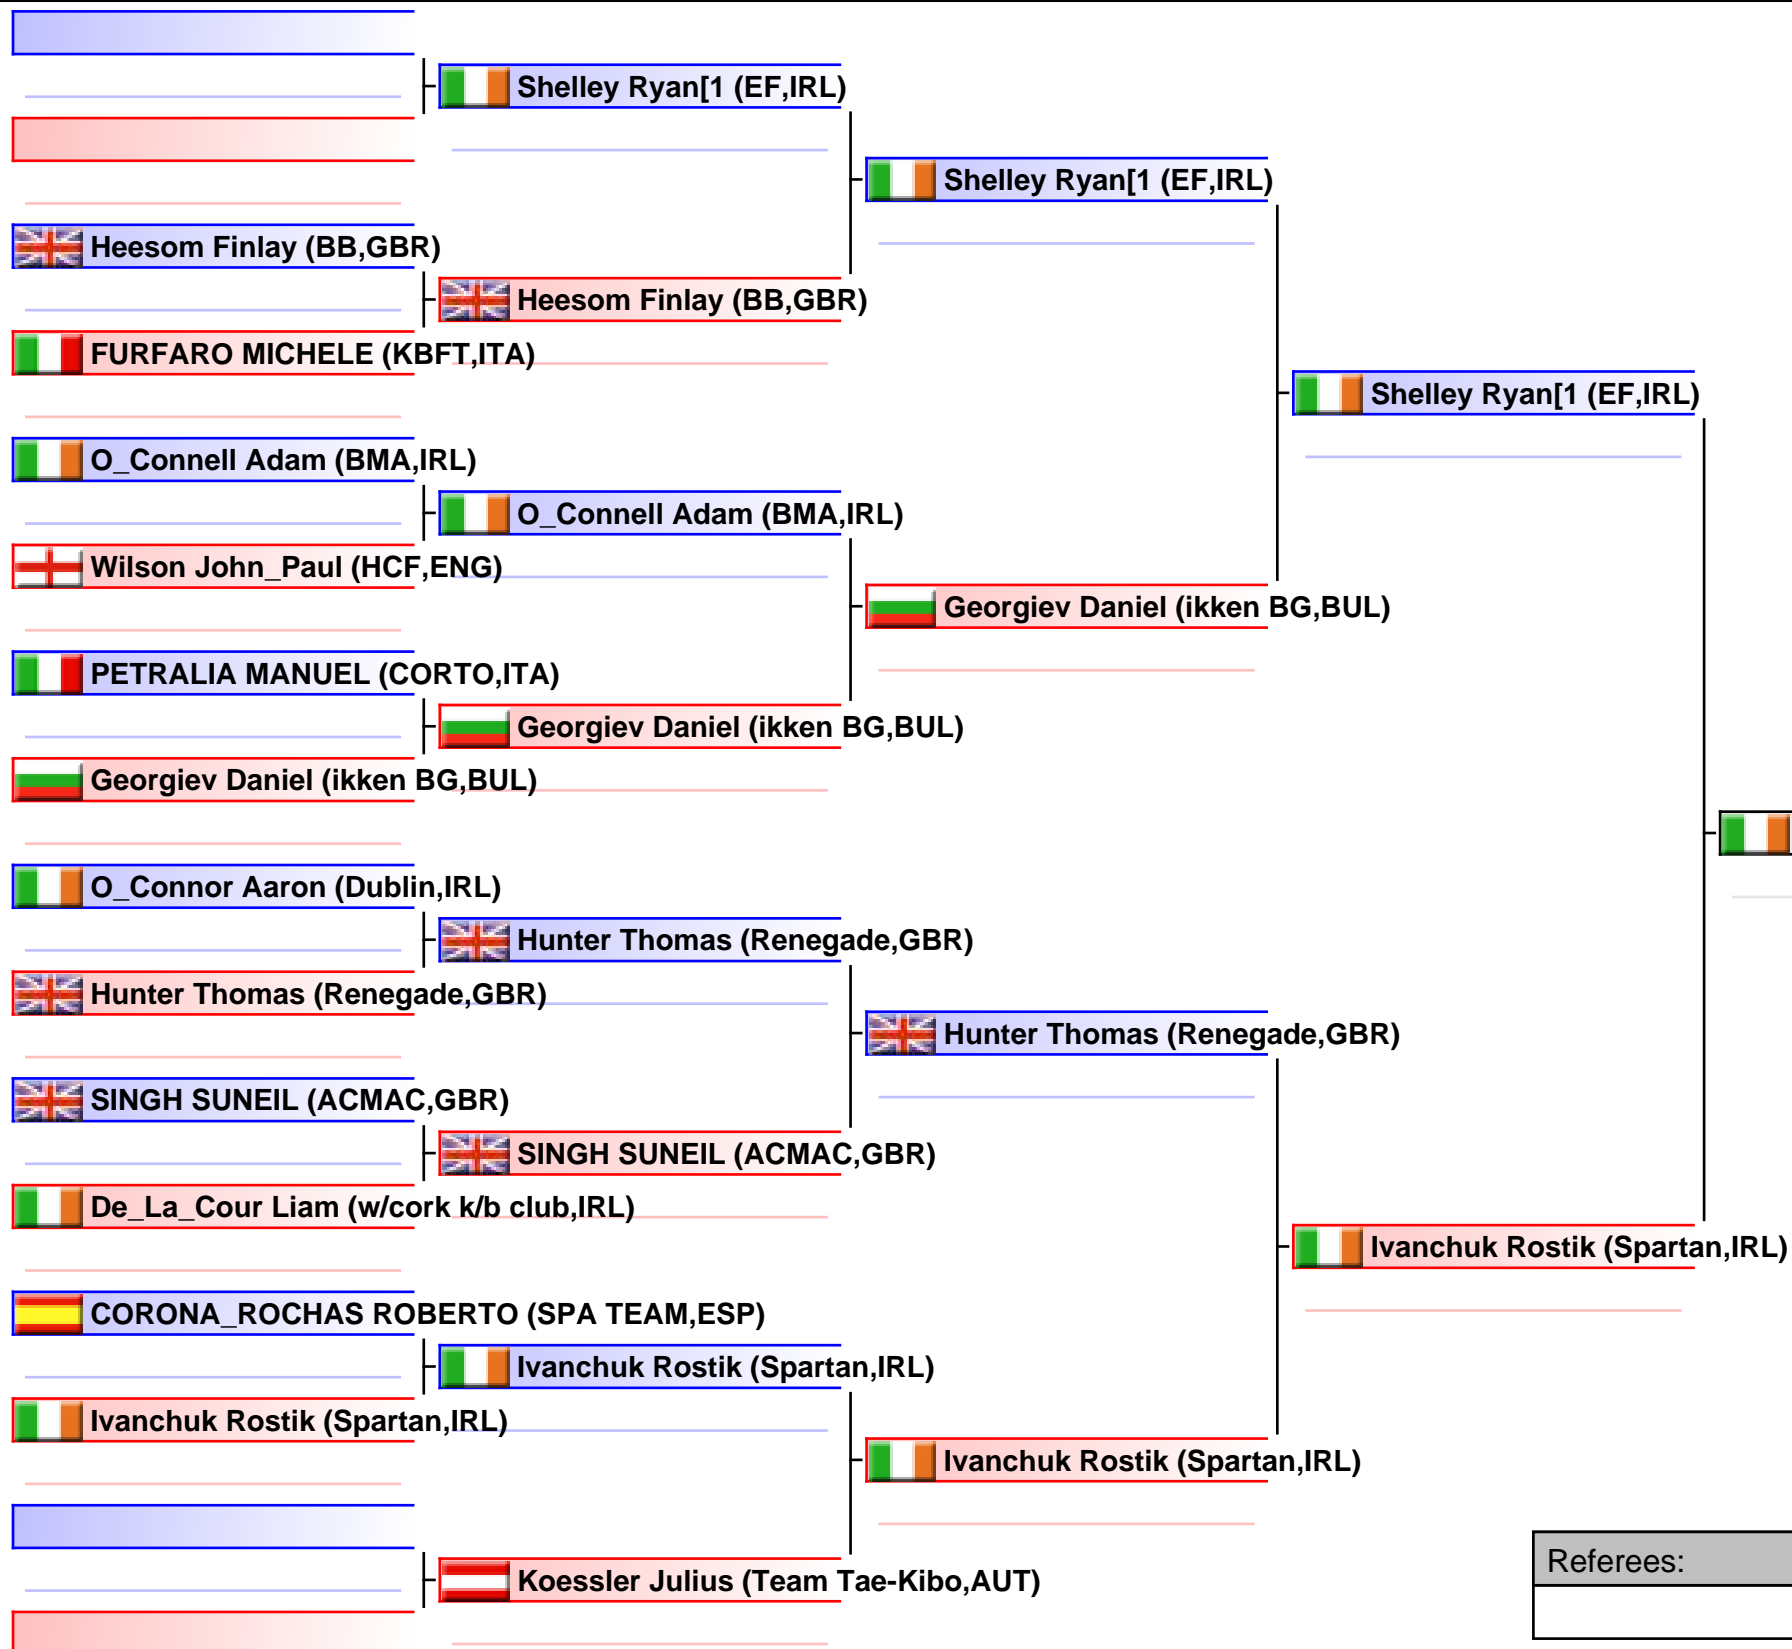 Shelley Ryan[1 (EF,IRL)
Shelley Ryan[1 (EF,IRL)
Heesom Finlay (BB,GBR)
Heesom Finlay (BB,GBR)
FURFARO MICHELE (KBFT,ITA)
Shelley Ryan[1 (EF,IRL)
O_Connell Adam (BMA,IRL)
O_Connell Adam (BMA,IRL)
Wilson John_Paul (HCF,ENG)
Georgiev Daniel (ikken BG,BUL)
PETRALIA MANUEL (CORTO,ITA)
Georgiev Daniel (ikken BG,BUL)
Georgiev Daniel (ikken BG,BUL)
O_Connor Aaron (Dublin,IRL)
Hunter Thomas (Renegade,GBR)
Hunter Thomas (Renegade,GBR)
Hunter Thomas (Renegade,GBR)
SINGH SUNEIL (ACMAC,GBR)
SINGH SUNEIL (ACMAC,GBR)
De_La_Cour Liam (w/cork k/b club,IRL)
Ivanchuk Rostik (Spartan,IRL)
CORONA_ROCHAS ROBERTO (SPA TEAM,ESP)
Ivanchuk Rostik (Spartan,IRL)
Ivanchuk Rostik (Spartan,IRL)
Ivanchuk Rostik (Spartan,IRL)
Referees:
Koessler Julius (Team Tae-Kibo,AUT)